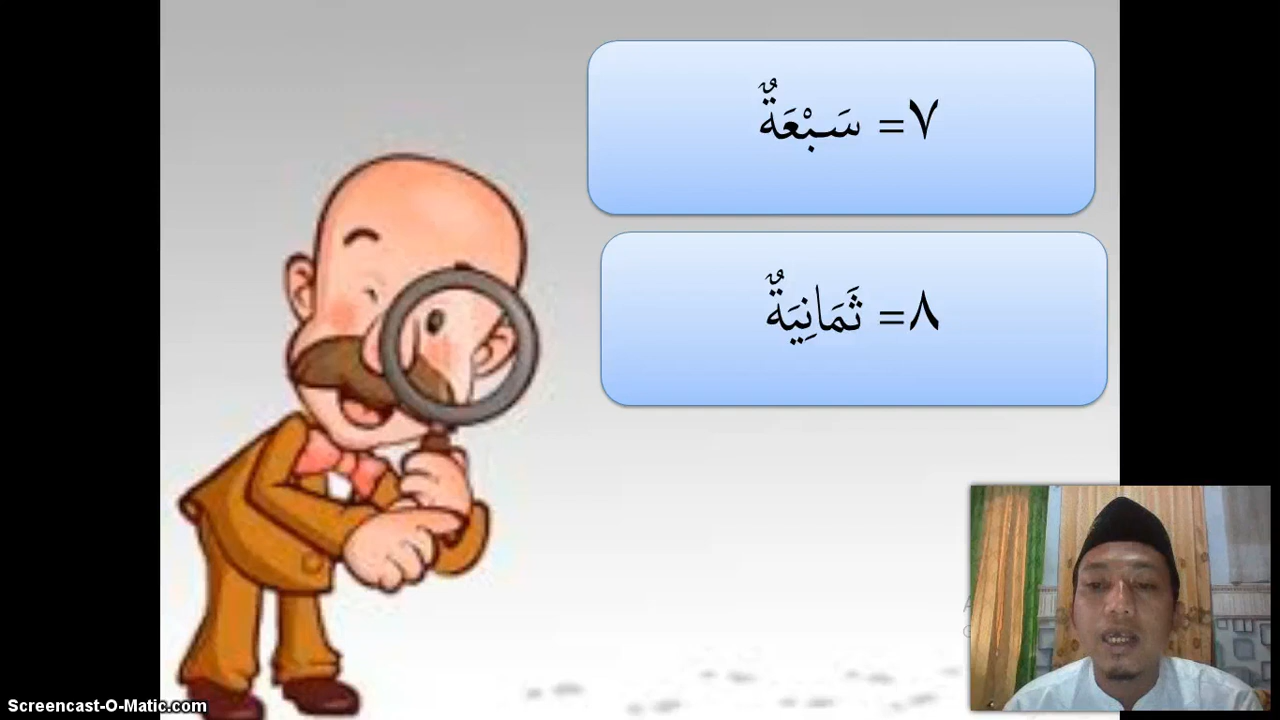 ٧= سَبْعَةٌ
٨= ثَمَانِيَةٌ
Screencast-O-Matic.com